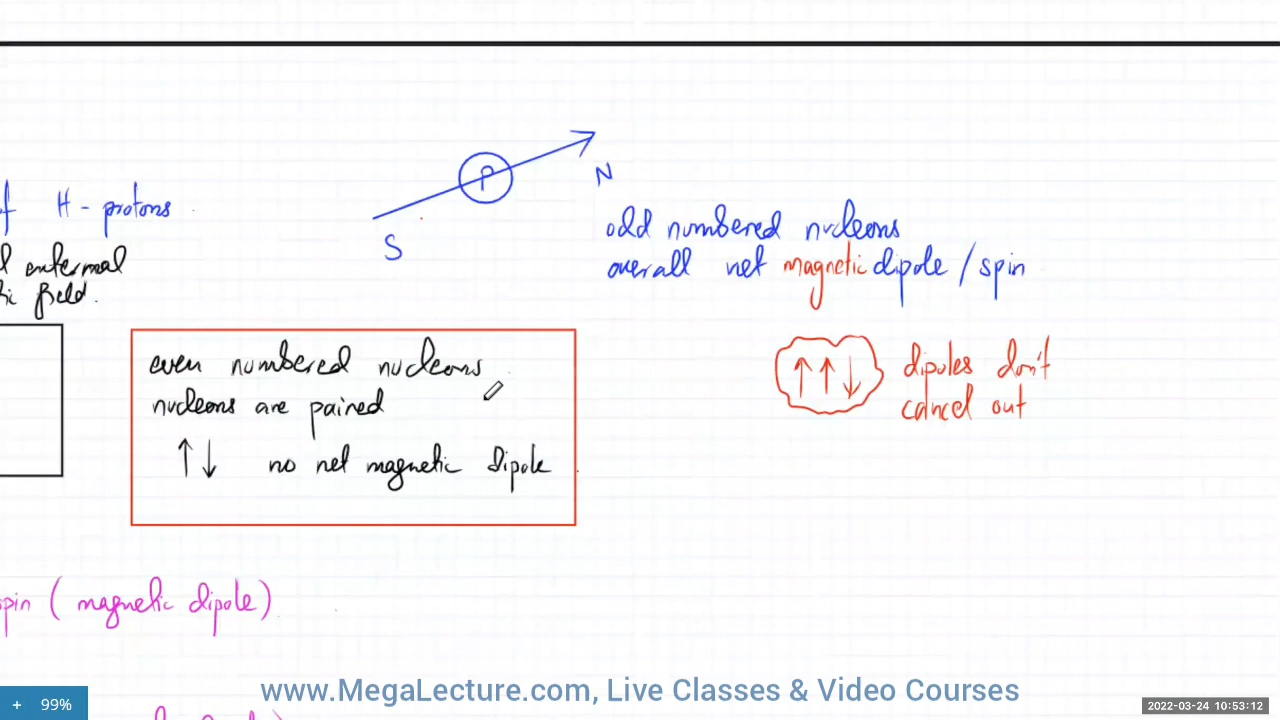 P
N
S
H - protons
external
field.
odd numbered nucleons
overall net magnetic dipole / spin
even numbered nucleons
nucleons are paired
↑↓ no net magnetic dipole
↑↑↓ dipoles don't
cancel out
spin ( magnetic dipole)
www.MegaLecture.com, Live Classes & Video Courses
+ 99%
2022-03-24 10:53:12